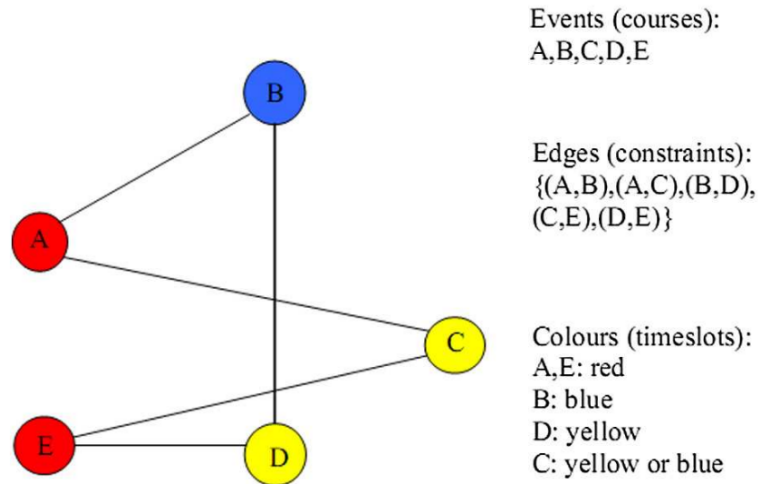 Events (courses):
A,B,C,D,E
B
Edges (constraints):
{(A,B),(A,C),(B,D),
(C,E),(D,E)}
A
C
Colours (timeslots):
A,E: red
B: blue
D: yellow
C: yellow or blue
E
D